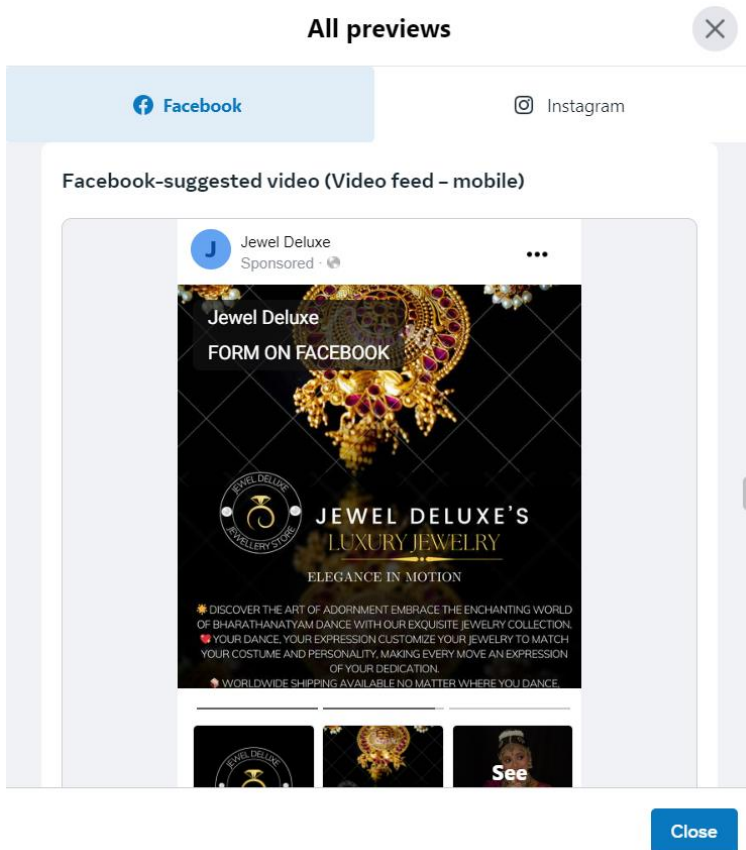 All previews
Facebook
Instagram
Facebook-suggested video (Video feed – mobile)
J
Jewel Deluxe
Sponsored ·
Jewel Deluxe
FORM ON FACEBOOK
JEWEL DELUXE
JEWELLERY STORE
JEWEL DELUXE'S
LUXURY JEWELRY
ELEGANCE IN MOTION
🌟 DISCOVER THE ART OF ADORNMENT EMBRACE THE ENCHANTING WORLD
OF BHARATHANATYAM DANCE WITH OUR EXQUISITE JEWELRY COLLECTION.
💖 YOUR DANCE, YOUR EXPRESSION CUSTOMIZE YOUR JEWELRY TO MATCH
YOUR COSTUME AND PERSONALITY, MAKING EVERY MOVE AN EXPRESSION
OF YOUR DEDICATION.
📦 WORLDWIDE SHIPPING AVAILABLE NO MATTER WHERE YOU DANCE,
JEWEL DELUXE
See
Close